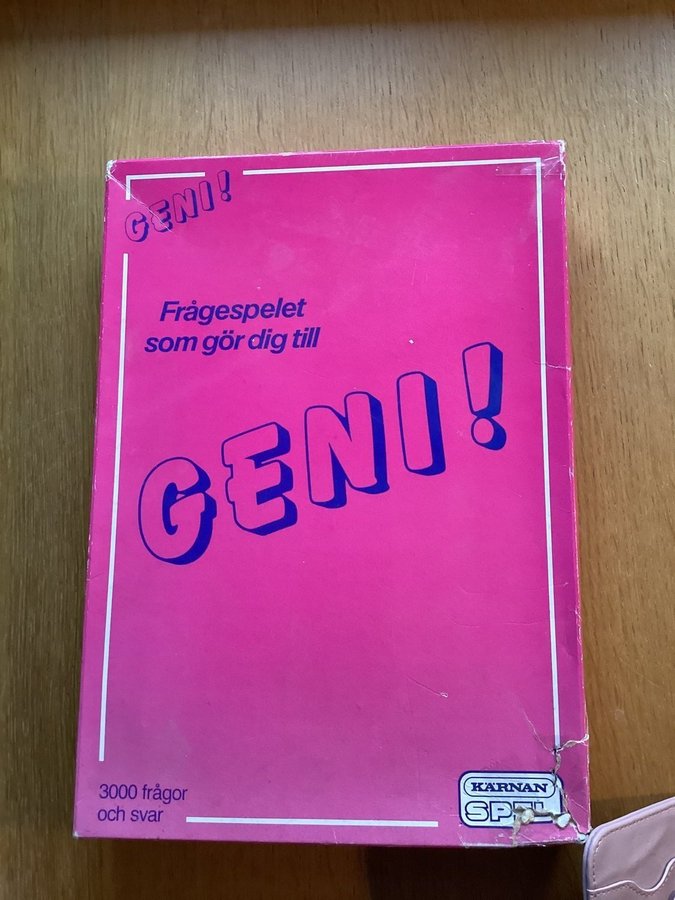 GENI!
Frågespelet
som gör dig till
GENI!
3000 frågor
och svar
KÄRNAN
SPEL